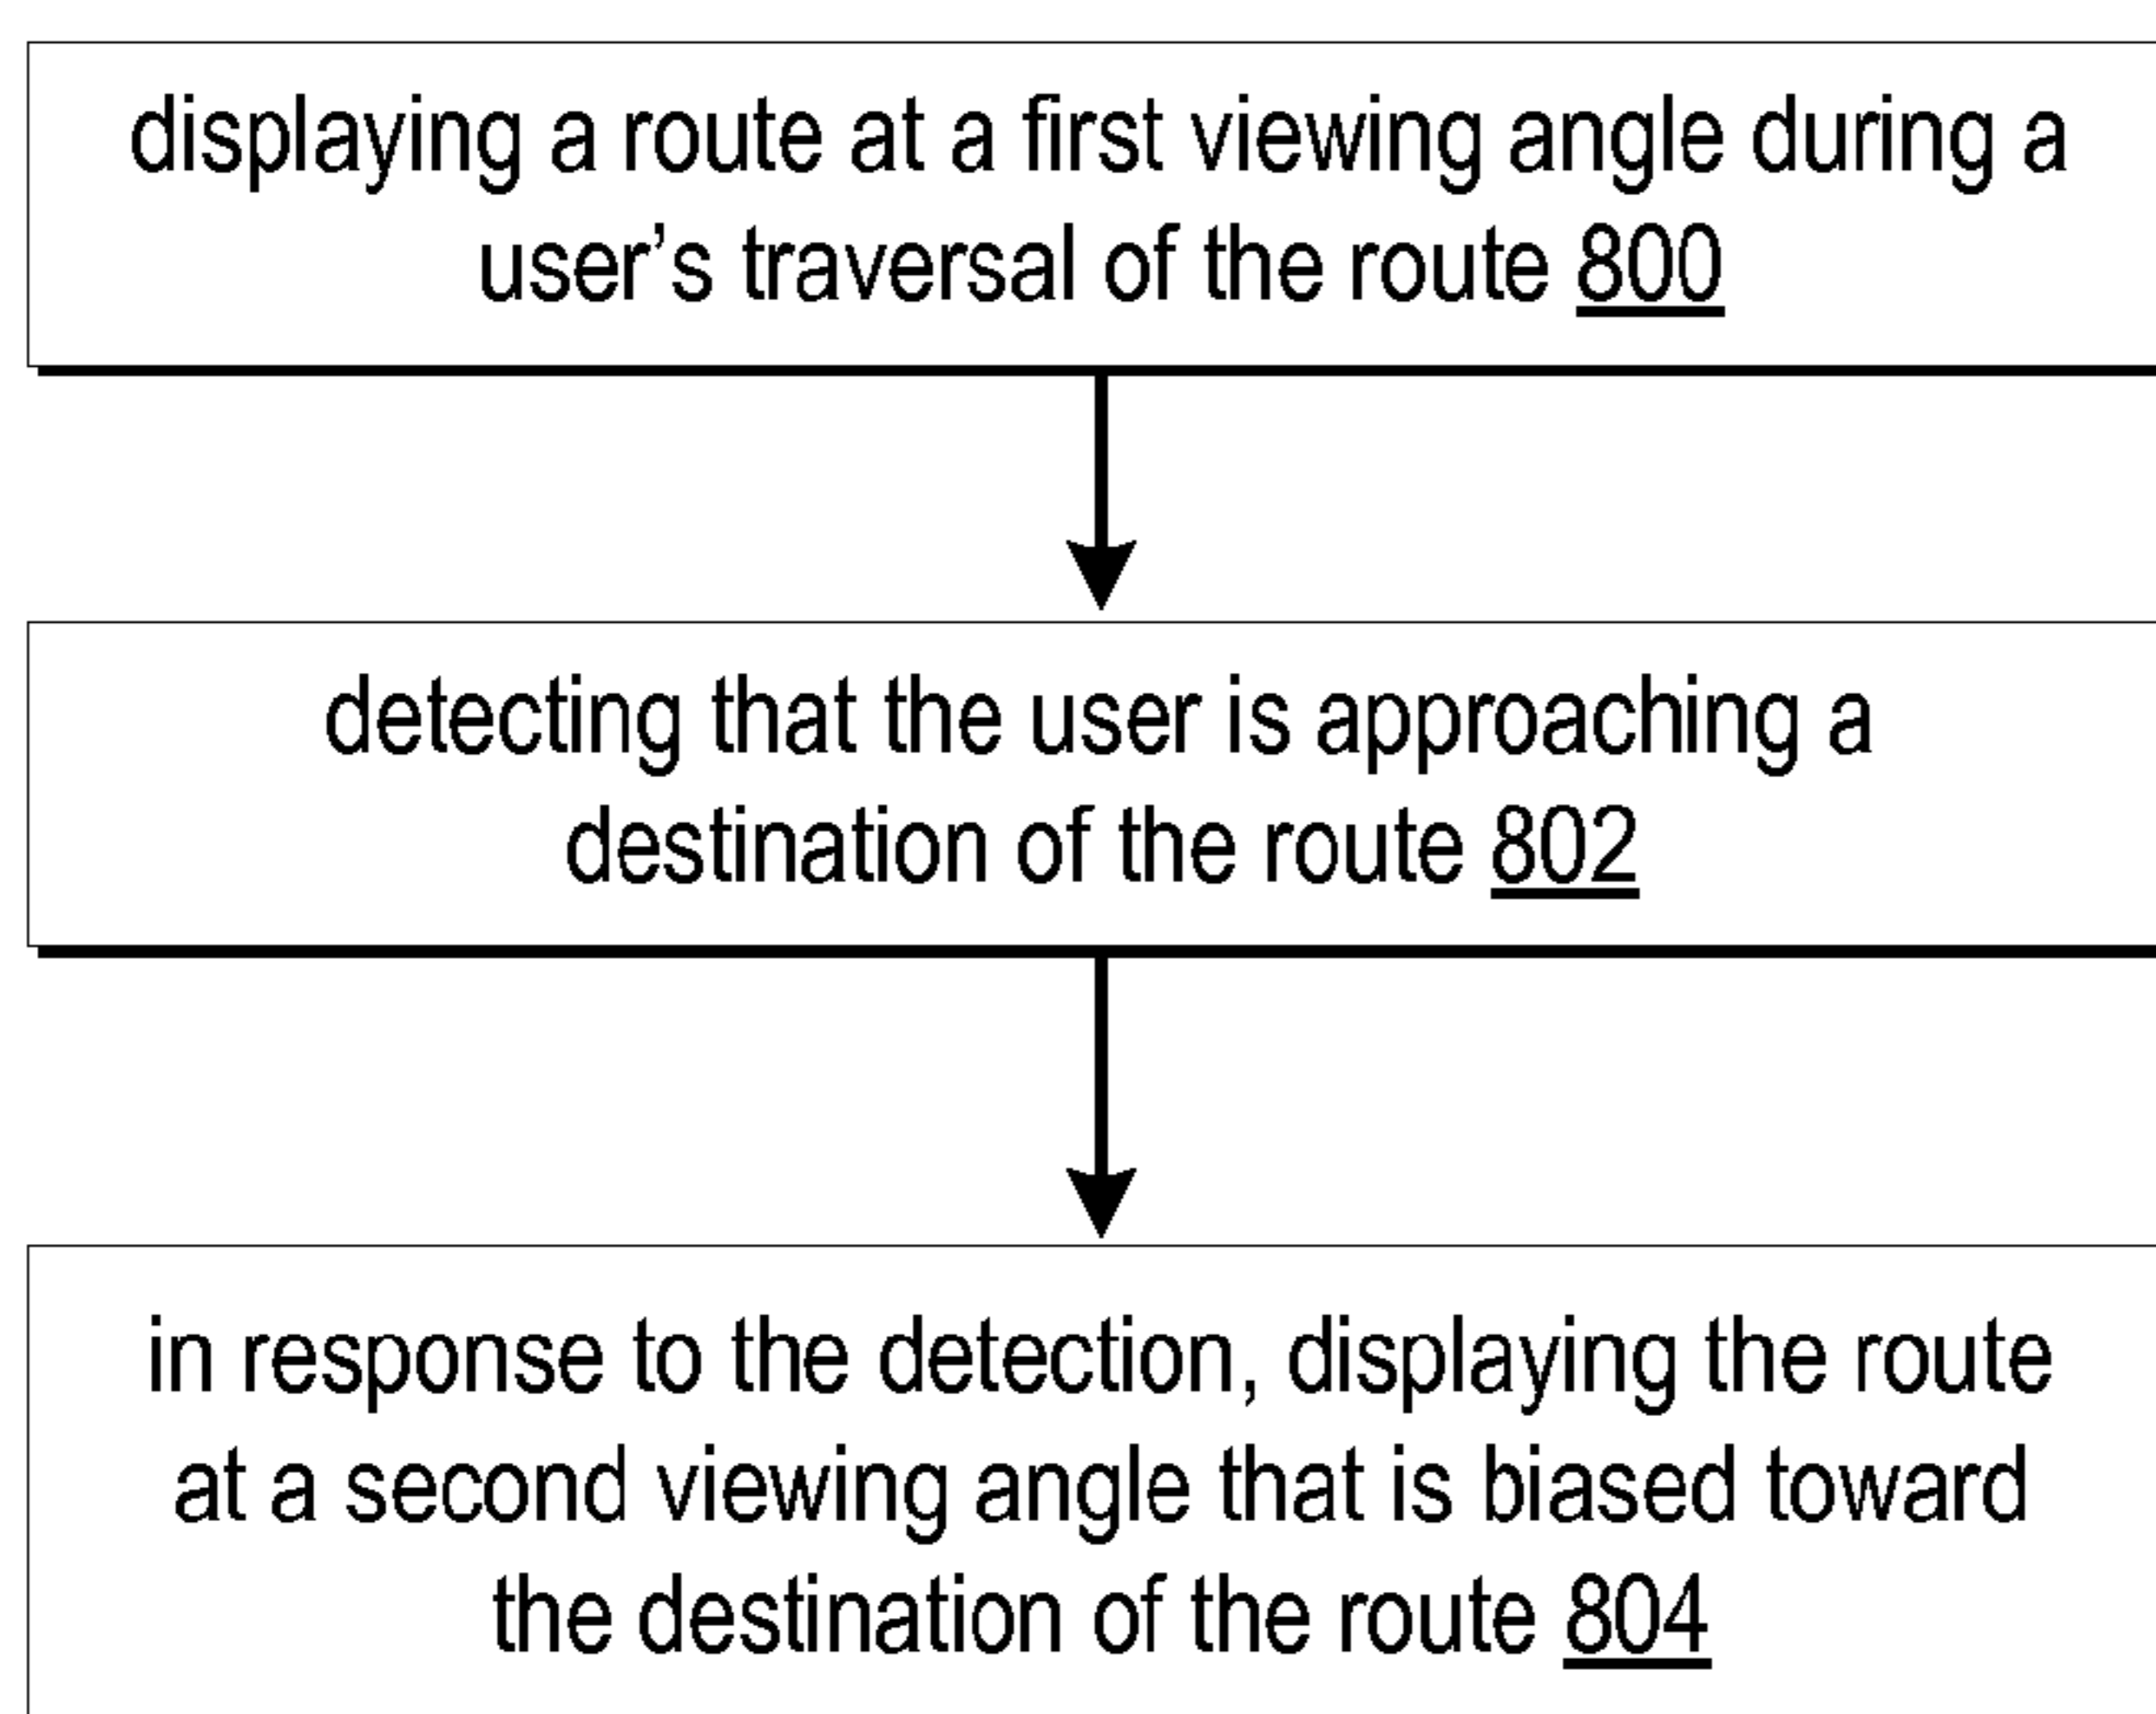 displaying a route at a first viewing angle during a
user’s traversal of the route 800
detecting that the user is approaching a
destination of the route 802
in response to the detection, displaying the route
at a second viewing angle that is biased toward
the destination of the route 804